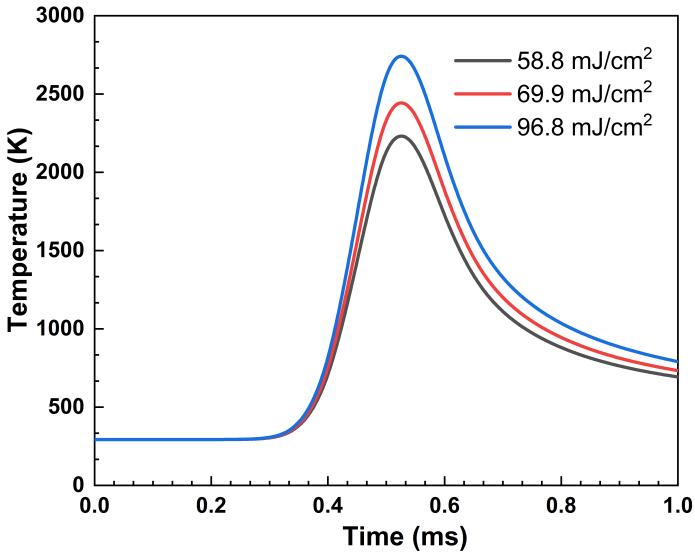 3000
2500
2000
1500
1000
500
0
Temperature (K)
58.8 mJ/cm²
69.9 mJ/cm²
96.8 mJ/cm²
0.0 0.2 0.4 0.6 0.8 1.0
Time (ms)